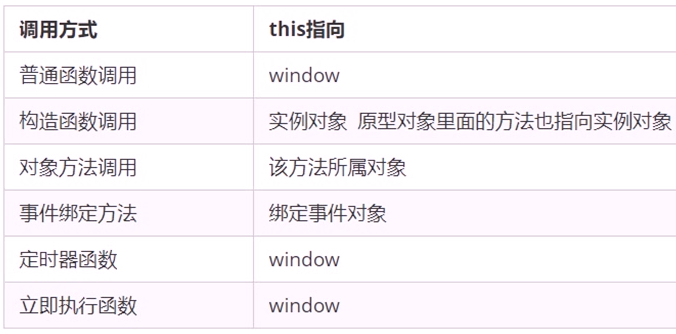 调用方式 this指向
普通函数调用 window
构造函数调用 实例对象 原型对象里面的方法也指向实例对象
对象方法调用 该方法所属对象
事件绑定方法 绑定事件对象
定时器函数 window
立即执行函数 window